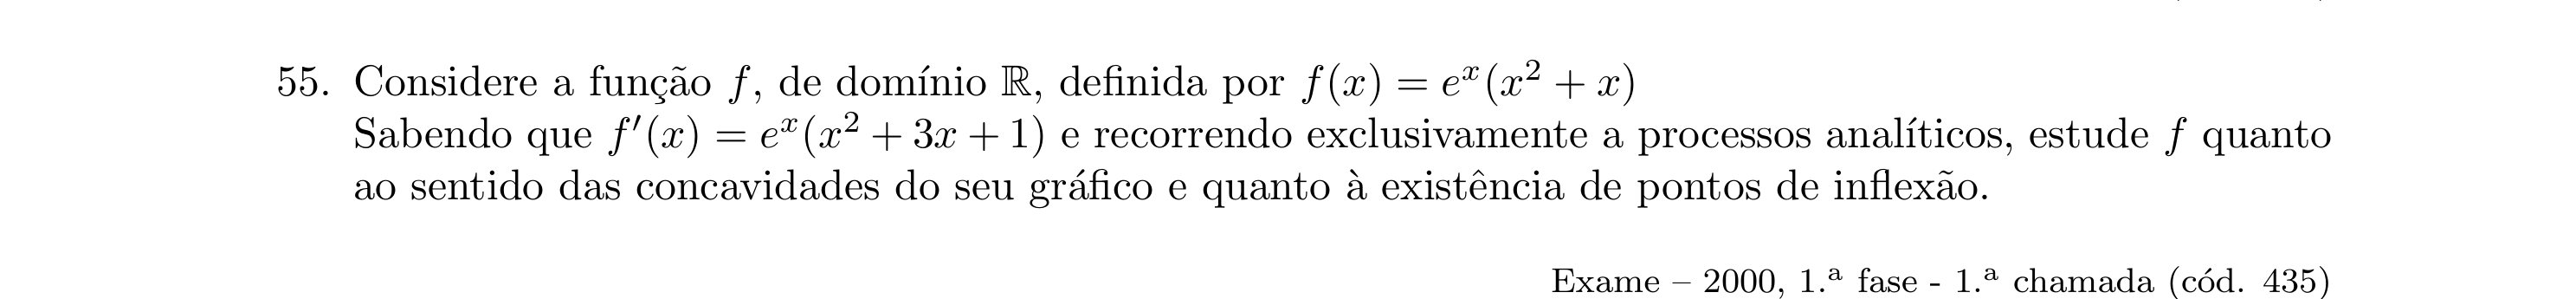 55. Considere a função f, de domínio ℝ, definida por f(x) = eˣ(x² + x)
Sabendo que f′(x) = eˣ(x² + 3x + 1) e recorrendo exclusivamente a processos analíticos, estude f quanto
ao sentido das concavidades do seu gráfico e quanto à existência de pontos de inflexão.
Exame – 2000, 1.ª fase - 1.ª chamada (cód. 435)